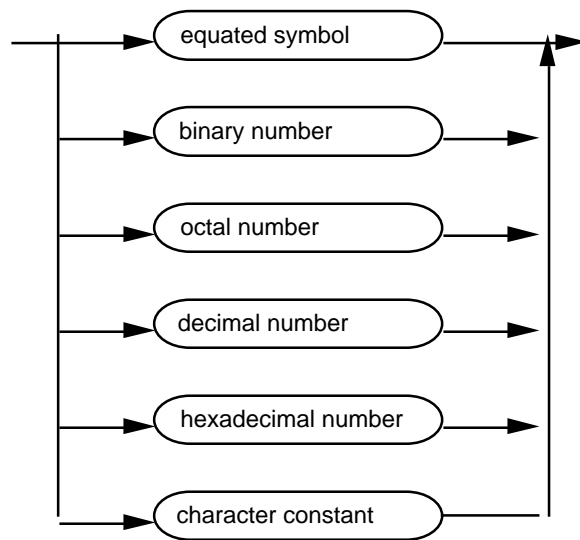 equated symbol
binary number
octal number
decimal number
hexadecimal number
character constant